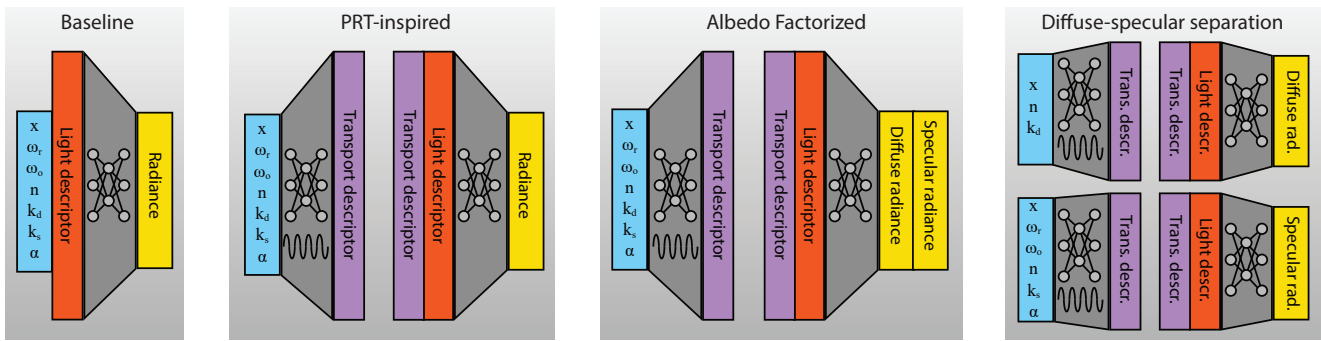 Baseline
x
ωr
ωo
n
kd
ks
α
Light descriptor
Radiance
PRT-inspired
x
ωr
ωo
n
kd
ks
α
Transport descriptor
Transport descriptor
Light descriptor
Radiance
Albedo Factorized
x
ωr
ωo
n
kd
ks
α
Transport descriptor
Transport descriptor
Light descriptor
Diffuse radiance
Specular radiance
Diffuse-specular separation
x
n
kd
Trans. descr.
Trans. descr.
Light descr.
Diffuse rad.
x
ωr
ωo
n
ks
α
Trans. descr.
Trans. descr.
Light descr.
Specular rad.